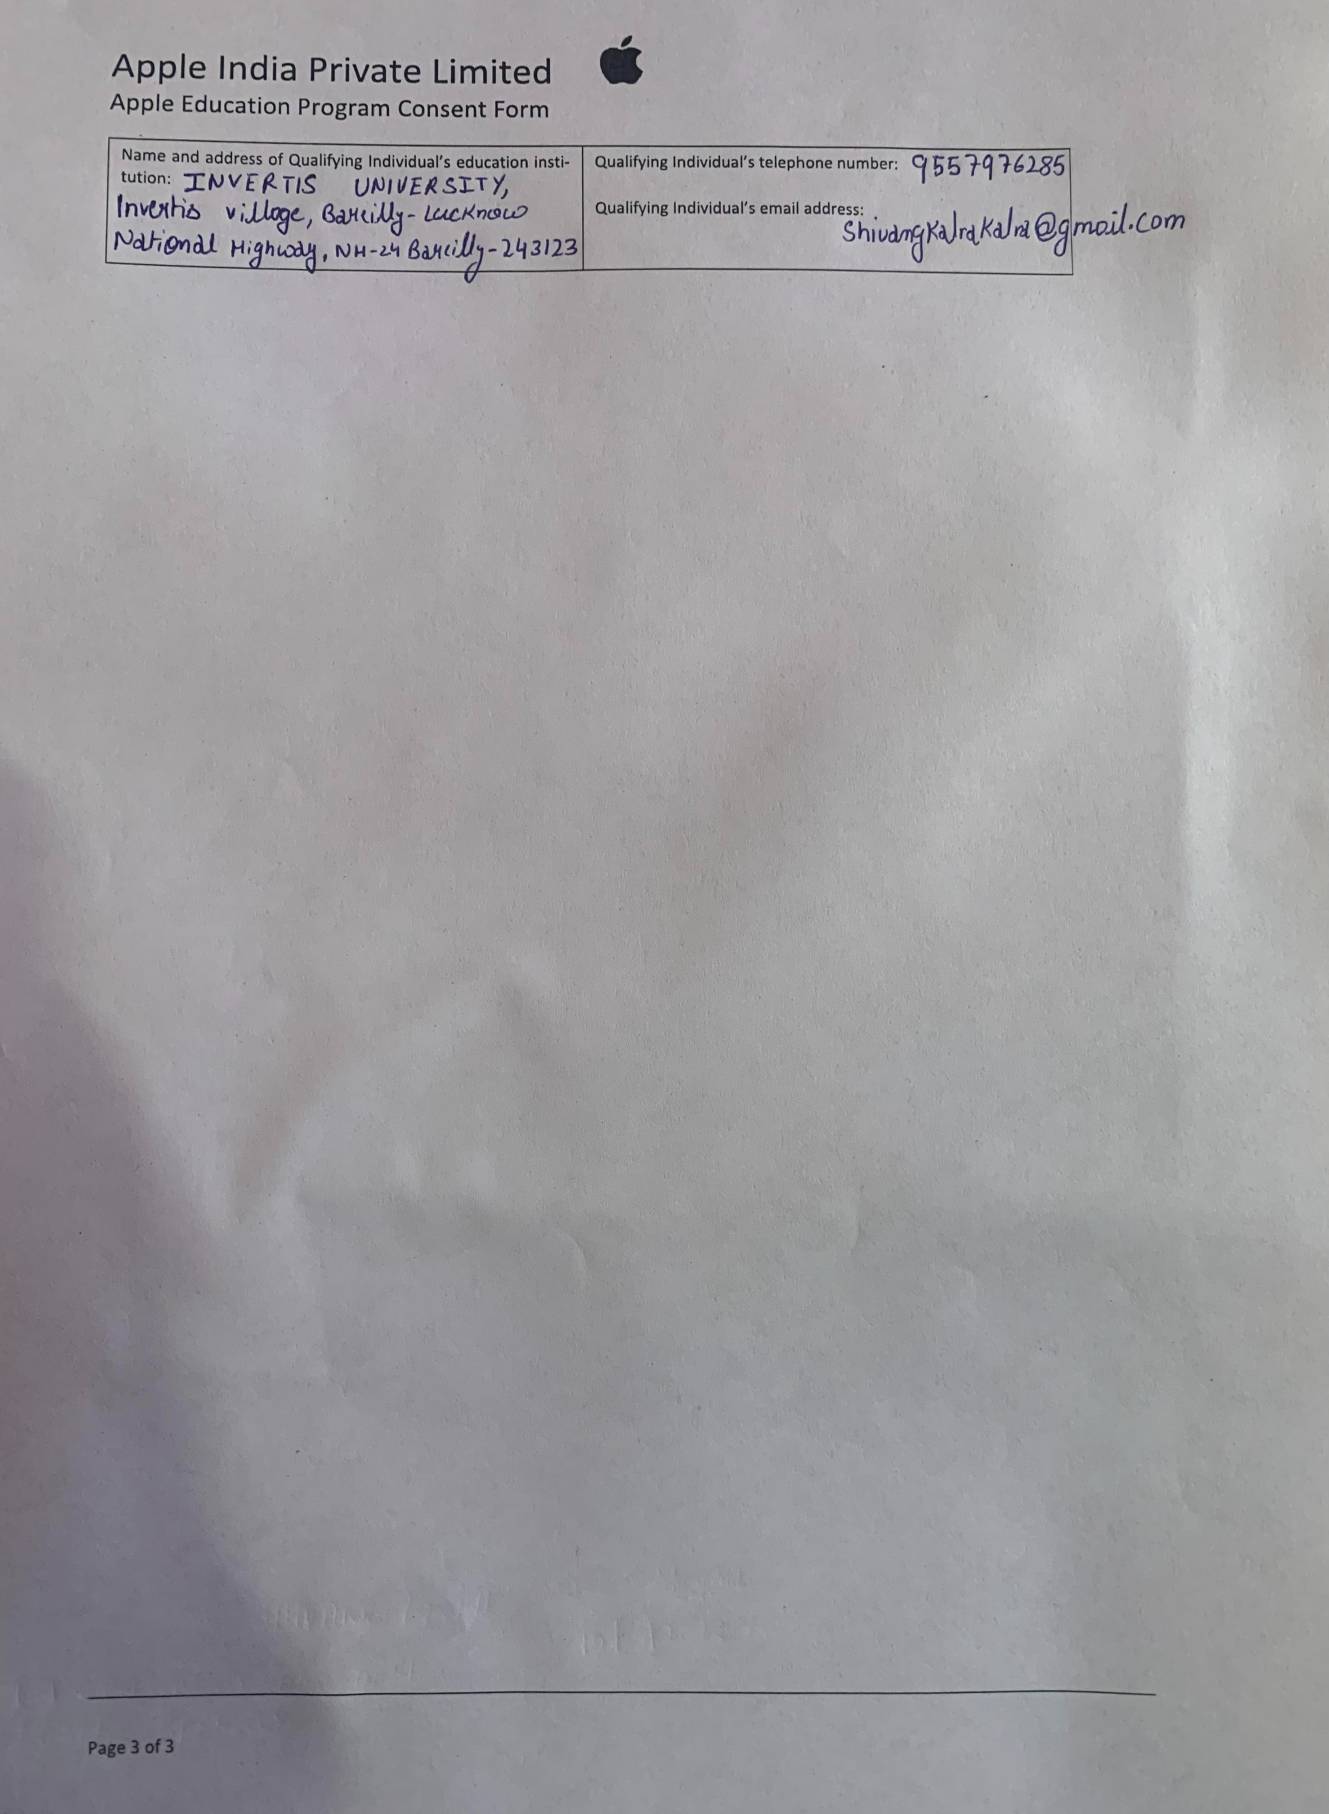 Apple India Private Limited
Apple Education Program Consent Form
Name and address of Qualifying Individual's education insti-
tution: INVERTIS UNIVERSITY,
Invertis village, Bareilly-Lucknow
National Highway, NH-24 Bareilly-243123
Qualifying Individual's telephone number: 9557976285
Qualifying Individual's email address:
ShivangKalraKalra@gmail.com
Page 3 of 3